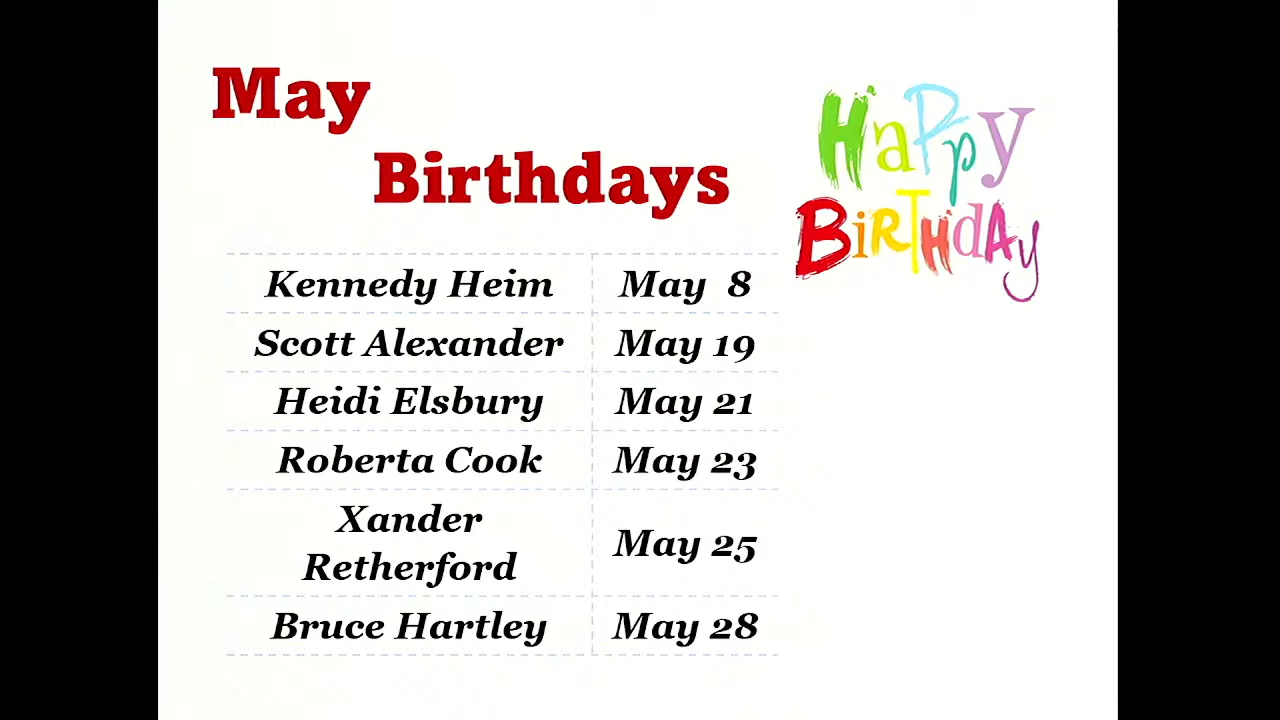 May
Birthdays
Happy
Birthday
Kennedy Heim May 8
Scott Alexander May 19
Heidi Elsbury May 21
Roberta Cook May 23
Xander
Retherford May 25
Bruce Hartley May 28